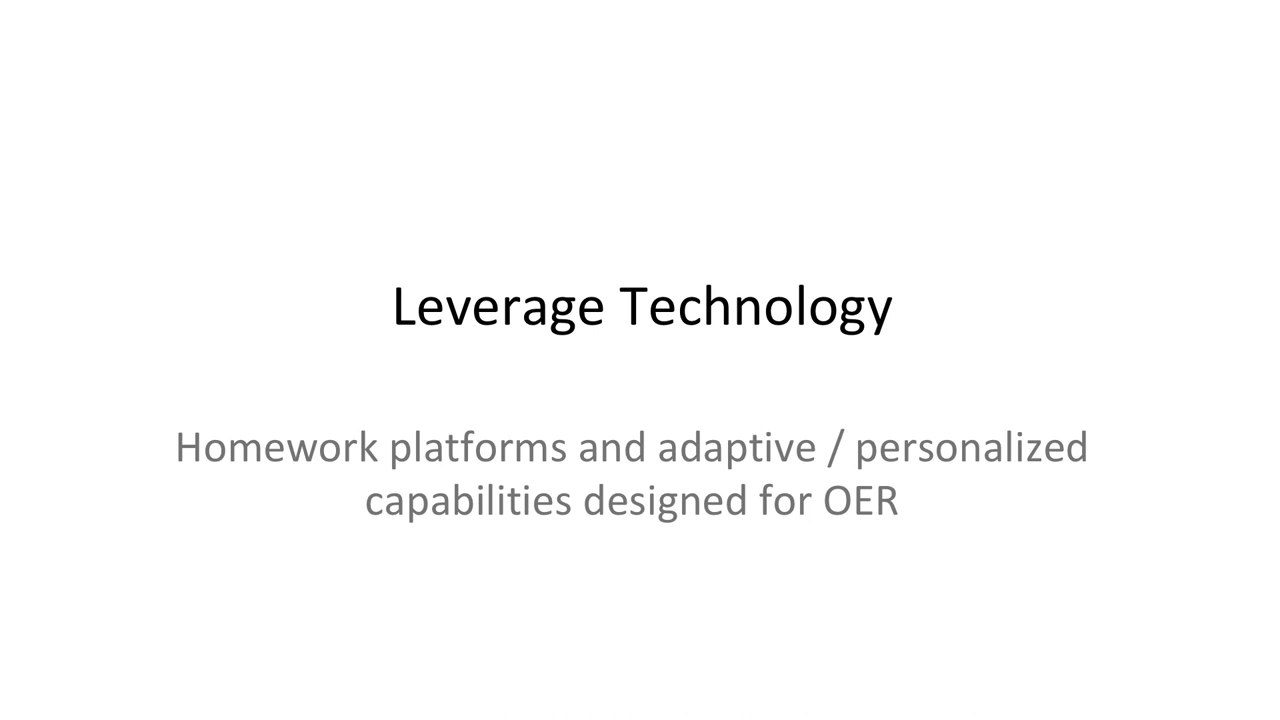 Leverage Technology
Homework platforms and adaptive / personalized
capabilities designed for OER